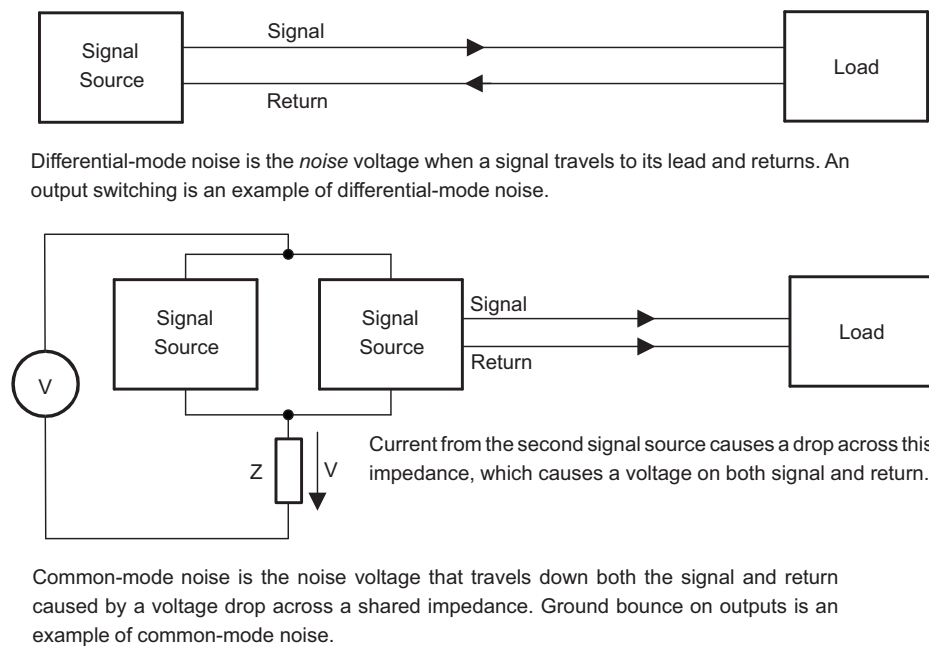 Signal
Source
Signal
Return
Load
Differential-mode noise is the noise voltage when a signal travels to its lead and returns. An
output switching is an example of differential-mode noise.
V
Signal
Source
Signal
Source
Signal
Return
Load
Z
V
Current from the second signal source causes a drop across this
impedance, which causes a voltage on both signal and return.
Common-mode noise is the noise voltage that travels down both the signal and return
caused by a voltage drop across a shared impedance. Ground bounce on outputs is an
example of common-mode noise.